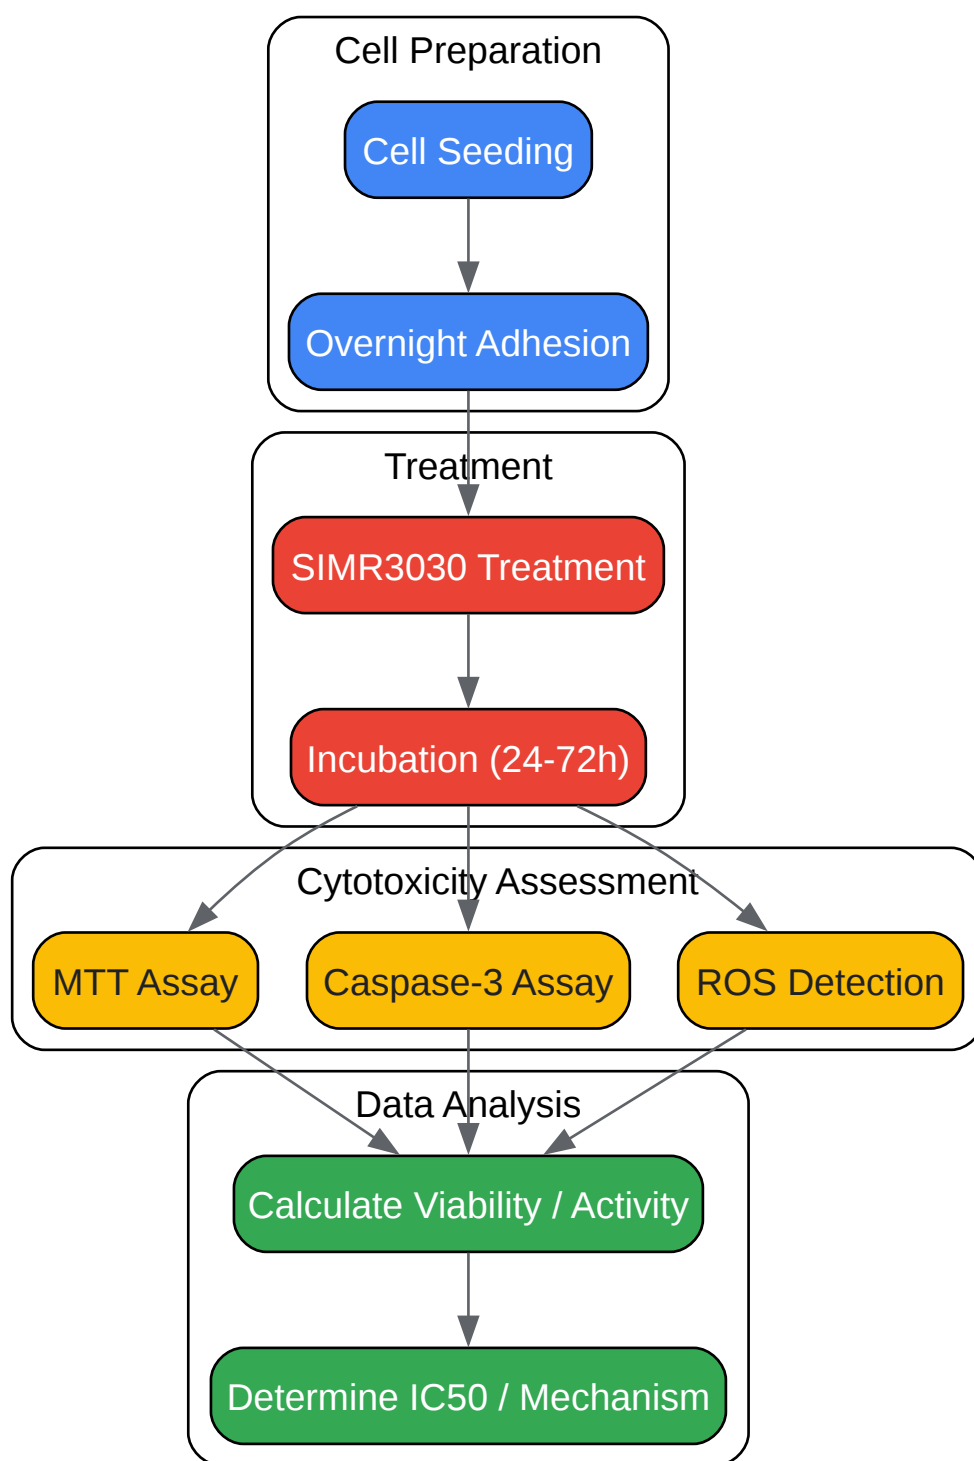 Cell Preparation
Cell Seeding
Overnight Adhesion
Treatment
SIMR3030 Treatment
Incubation (24-72h)
Cytotoxicity Assessment
MTT Assay
Caspase-3 Assay
ROS Detection
Data Analysis
Calculate Viability / Activity
Determine IC50 / Mechanism